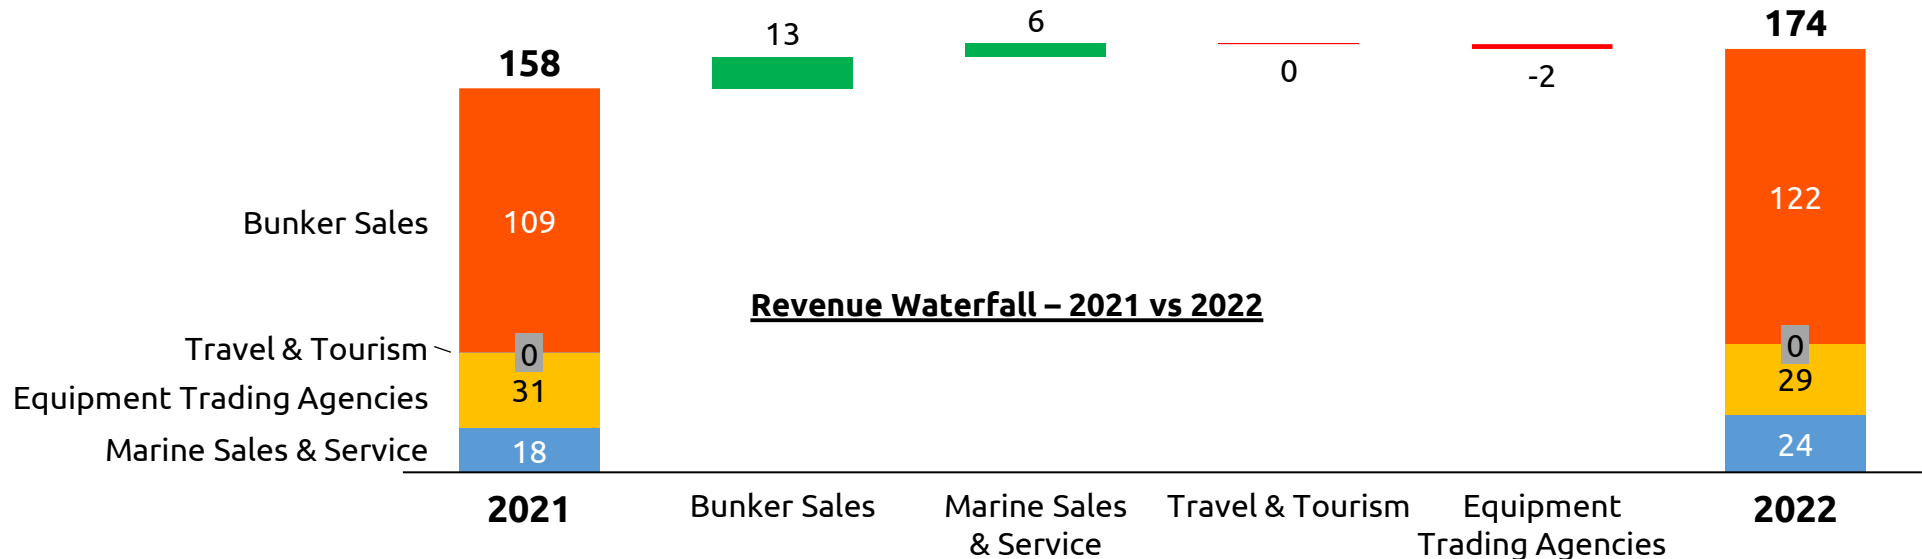 158
13
6
0
-2
174
Bunker Sales
109
122
Revenue Waterfall – 2021 vs 2022
Travel & Tourism
0
0
Equipment Trading Agencies
31
29
Marine Sales & Service
18
24
2021
Bunker Sales
Marine Sales
& Service
Travel & Tourism
Equipment
Trading Agencies
2022